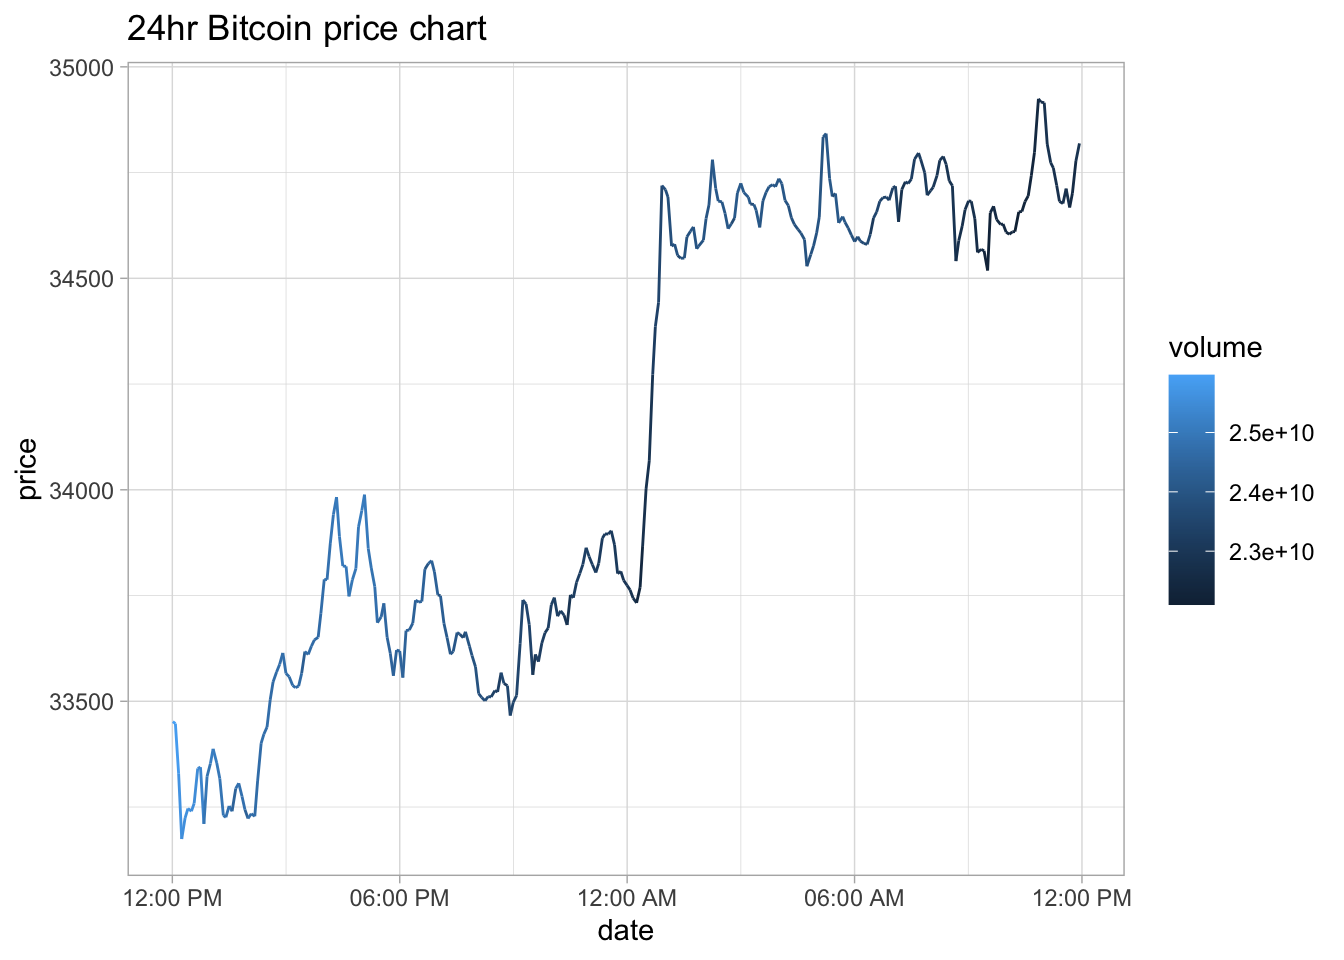 24hr Bitcoin price chart
35000
34500
34000
33500
price
12:00 PM 06:00 PM 12:00 AM 06:00 AM 12:00 PM
date
volume
2.5e+10
2.4e+10
2.3e+10